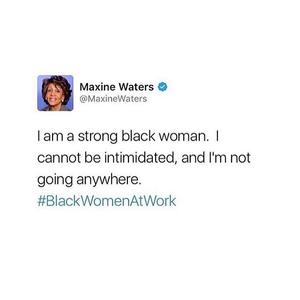 Maxine Waters
@MaxineWaters
I am a strong black woman.  I
cannot be intimidated, and I'm not
going anywhere.
#BlackWomenAtWork